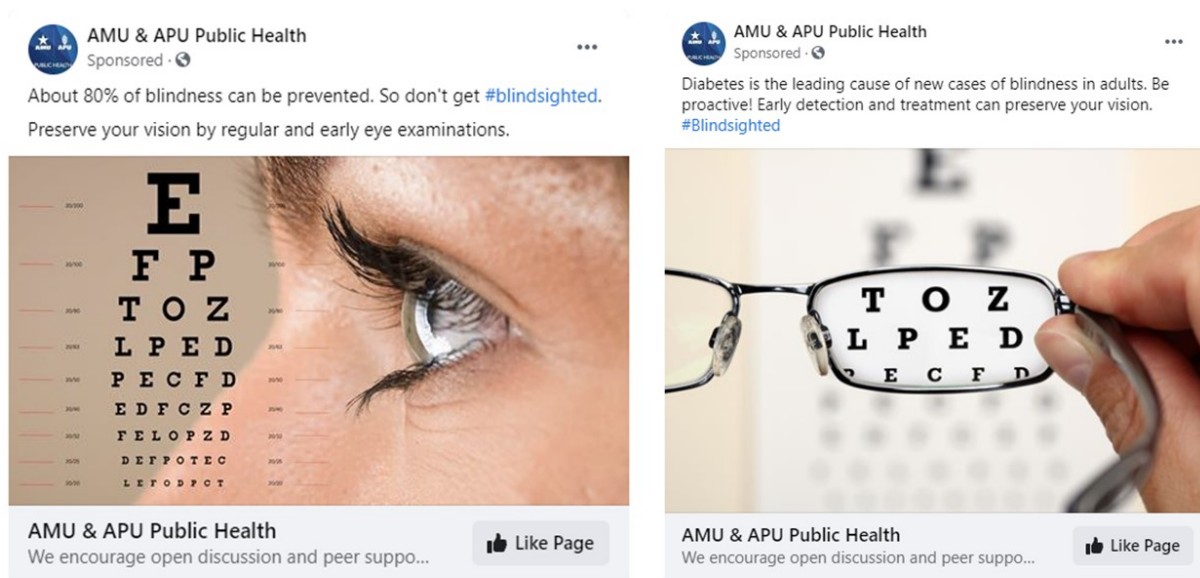 AMU & APU Public Health
Sponsored ·
About 80% of blindness can be prevented. So don't get #blindsighted.
Preserve your vision by regular and early eye examinations.
E
F P
T O Z
L P E D
P E C F D
E D F C Z P
F E L O P Z D
D E F P O T E C
L E F O D P C T
AMU & APU Public Health
We encourage open discussion and peer suppo...
Like Page
AMU & APU Public Health
Sponsored ·
Diabetes is the leading cause of new cases of blindness in adults. Be
proactive! Early detection and treatment can preserve your vision.
#Blindsighted
E
F P
T O Z
L P E D
P E C F D
AMU & APU Public Health
We encourage open discussion and peer suppo...
Like Page